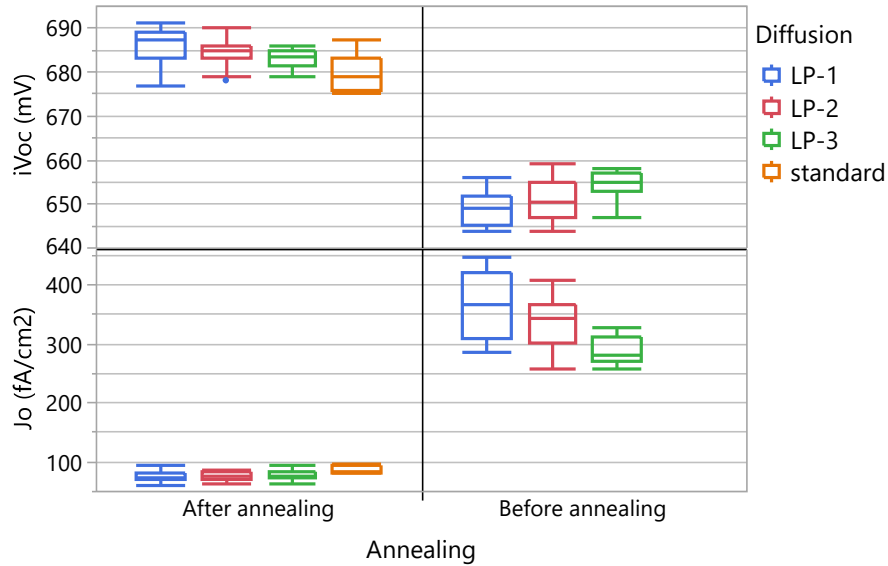 iVoc (mV)
690
680
670
660
650
640
Jo (fA/cm2)
400
300
200
100
After annealing
Before annealing
Annealing
Diffusion
LP-1
LP-2
LP-3
standard